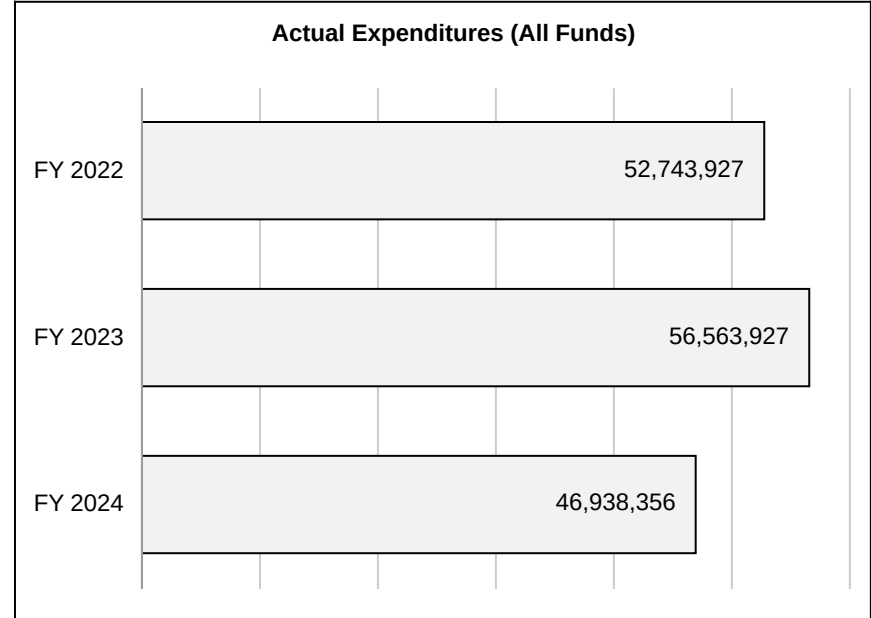 Actual Expenditures (All Funds)
FY 2022 52,743,927
FY 2023 56,563,927
FY 2024 46,938,356